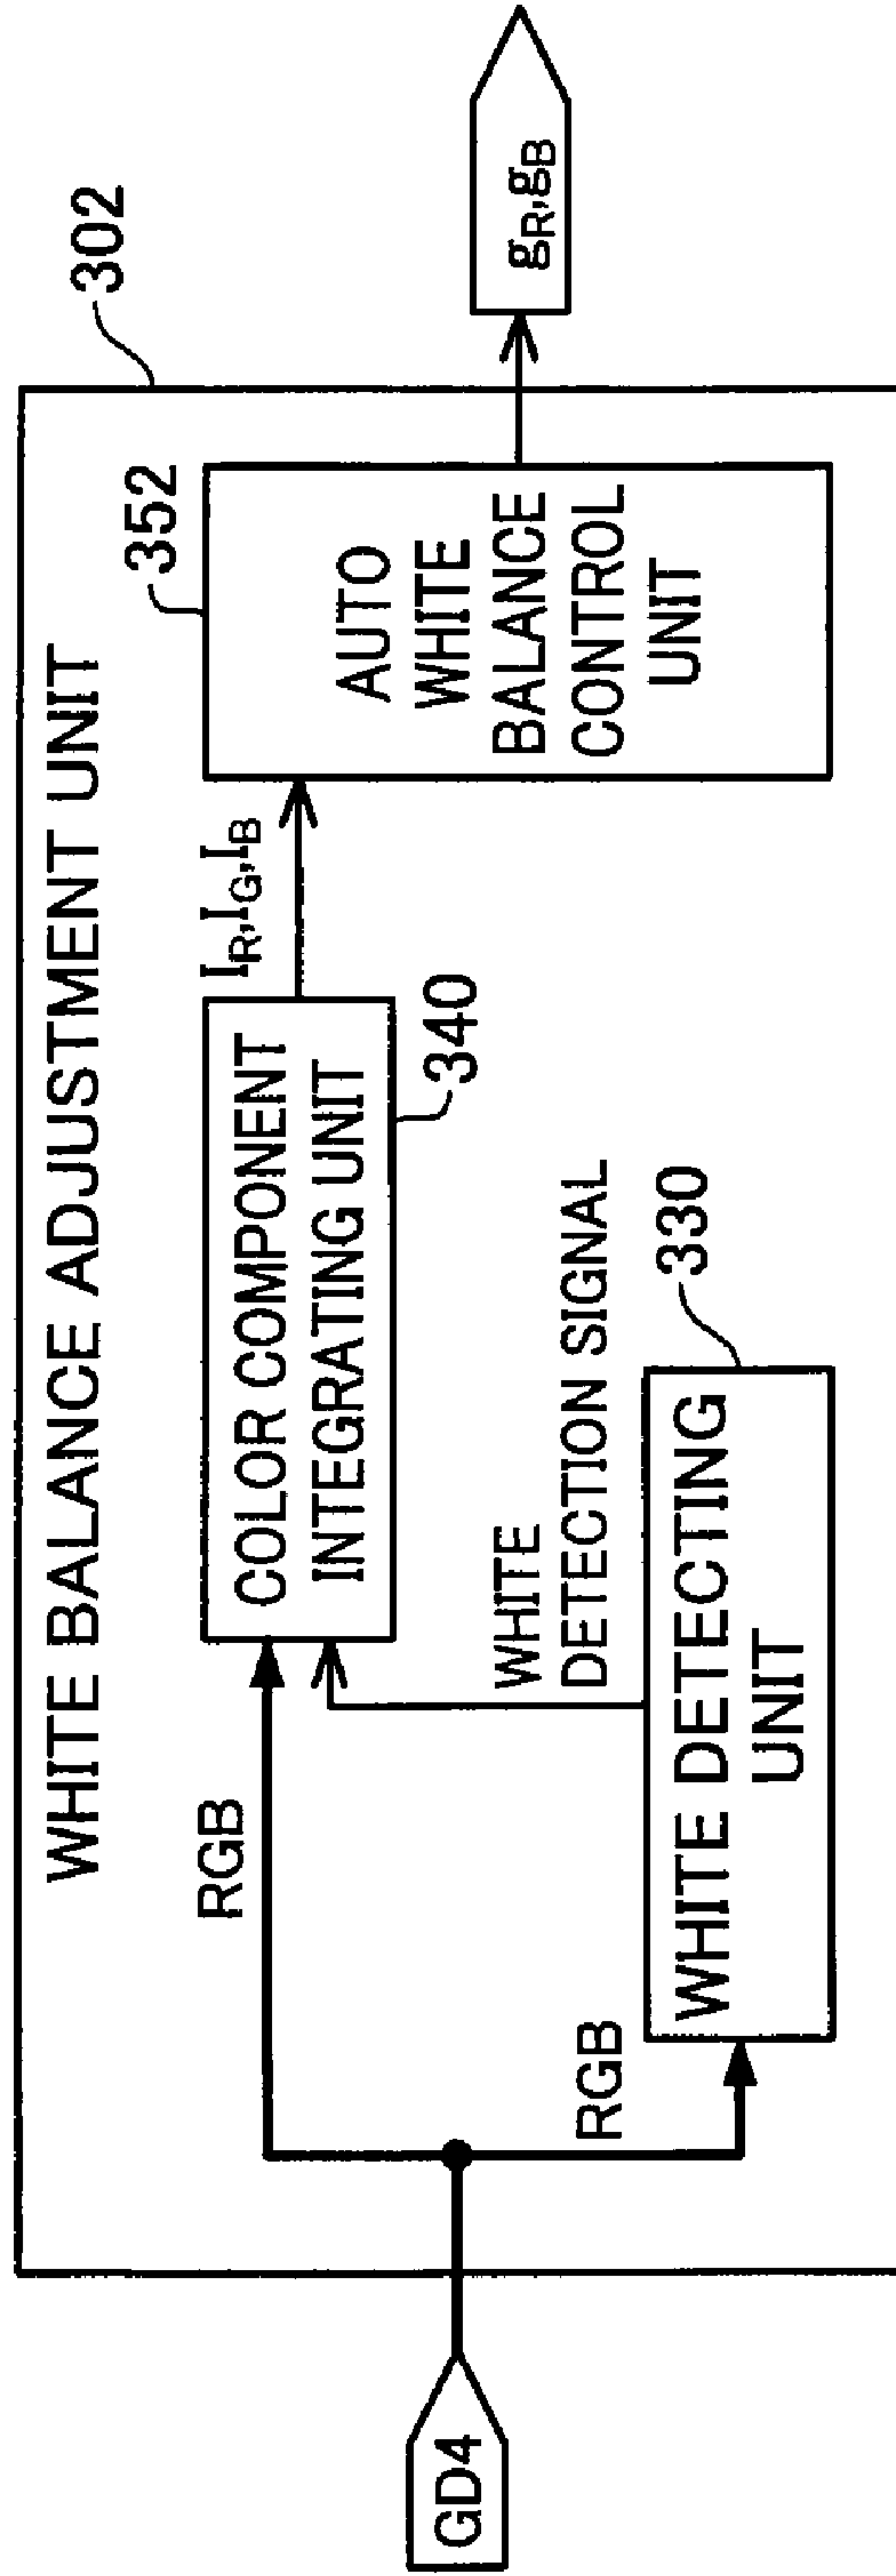 302
WHITE BALANCE ADJUSTMENT UNIT
352
RGB
COLOR COMPONENT
INTEGRATING UNIT
340
I_R,I_G,I_B
AUTO
WHITE
BALANCE
CONTROL
UNIT
g_R,g_B
GD4
WHITE
DETECTION SIGNAL
RGB
WHITE DETECTING
UNIT
330